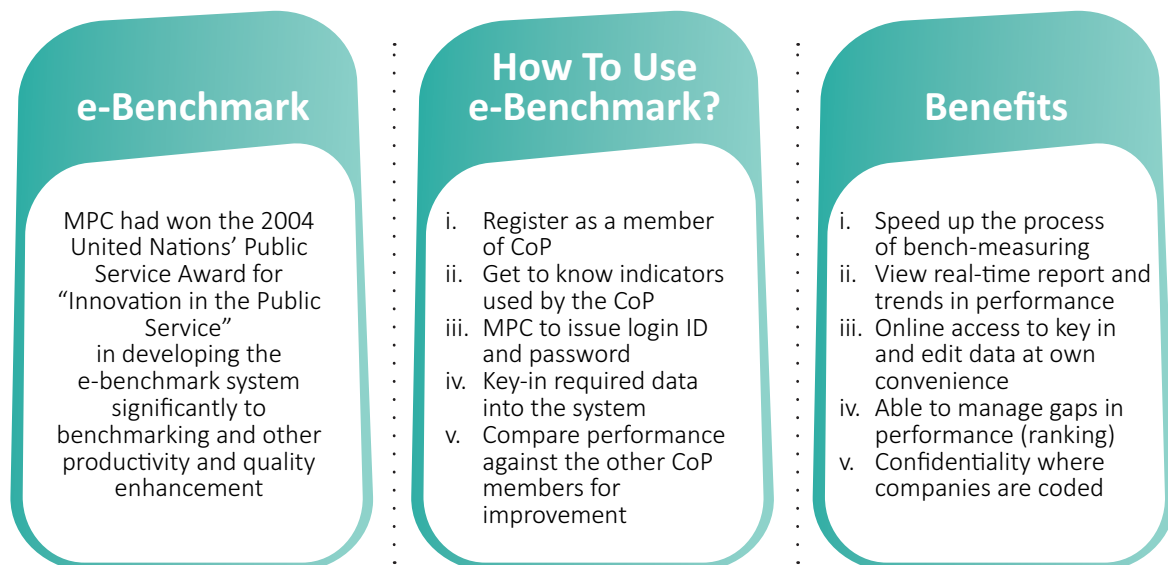 e-Benchmark
MPC had won the 2004
United Nations’ Public
Service Award for
“Innovation in the Public
Service”
in developing the
e-benchmark system
significantly to
benchmarking and other
productivity and quality
enhancement
How To Use
e-Benchmark?
i. Register as a member
of CoP
ii. Get to know indicators
used by the CoP
iii. MPC to issue login ID
and password
iv. Key-in required data
into the system
v. Compare performance
against the other CoP
members for
improvement
Benefits
i. Speed up the process
of bench-measuring
ii. View real-time report and
trends in performance
iii. Online access to key in
and edit data at own
convenience
iv. Able to manage gaps in
performance (ranking)
v. Confidentiality where
companies are coded